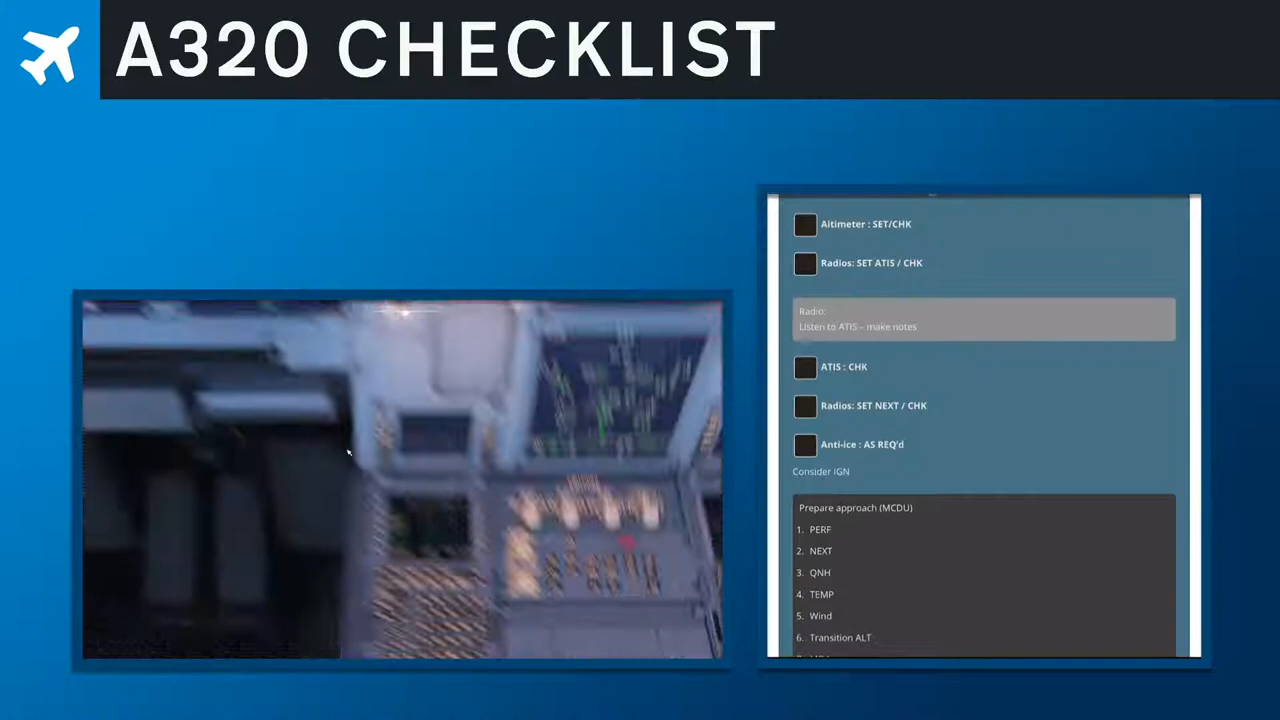 A320 CHECKLIST
Altimeter : SET/CHK
Radios: SET ATIS / CHK
Radio:
Listen to ATIS – make notes
ATIS : CHK
Radios: SET NEXT / CHK
Anti-ice : AS REQ'd
Consider IGN
Prepare approach (MCDU)
1. PERF
2. NEXT
3. QNH
4. TEMP
5. Wind
6. Transition ALT